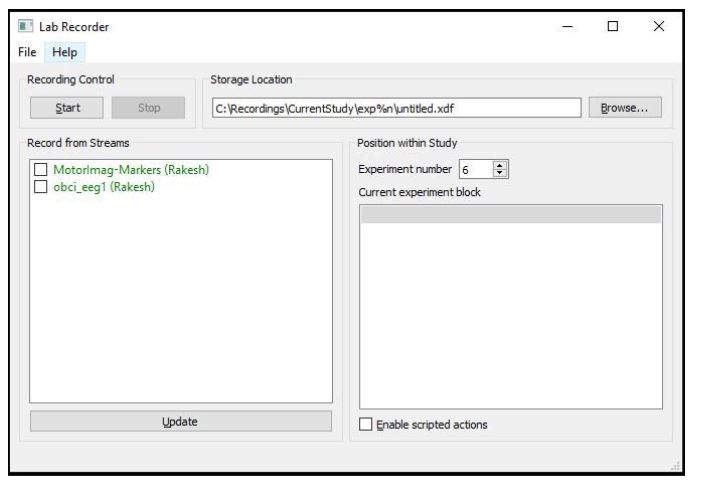 Lab Recorder
File Help
Recording Control
Start Stop
Storage Location
C:\Recordings\CurrentStudy\exp%n\untitled.xdf Browse...
Record from Streams
MotorImag-Markers (Rakesh)
obci_eeg1 (Rakesh)
Update
Position within Study
Experiment number 6
Current experiment block
Enable scripted actions